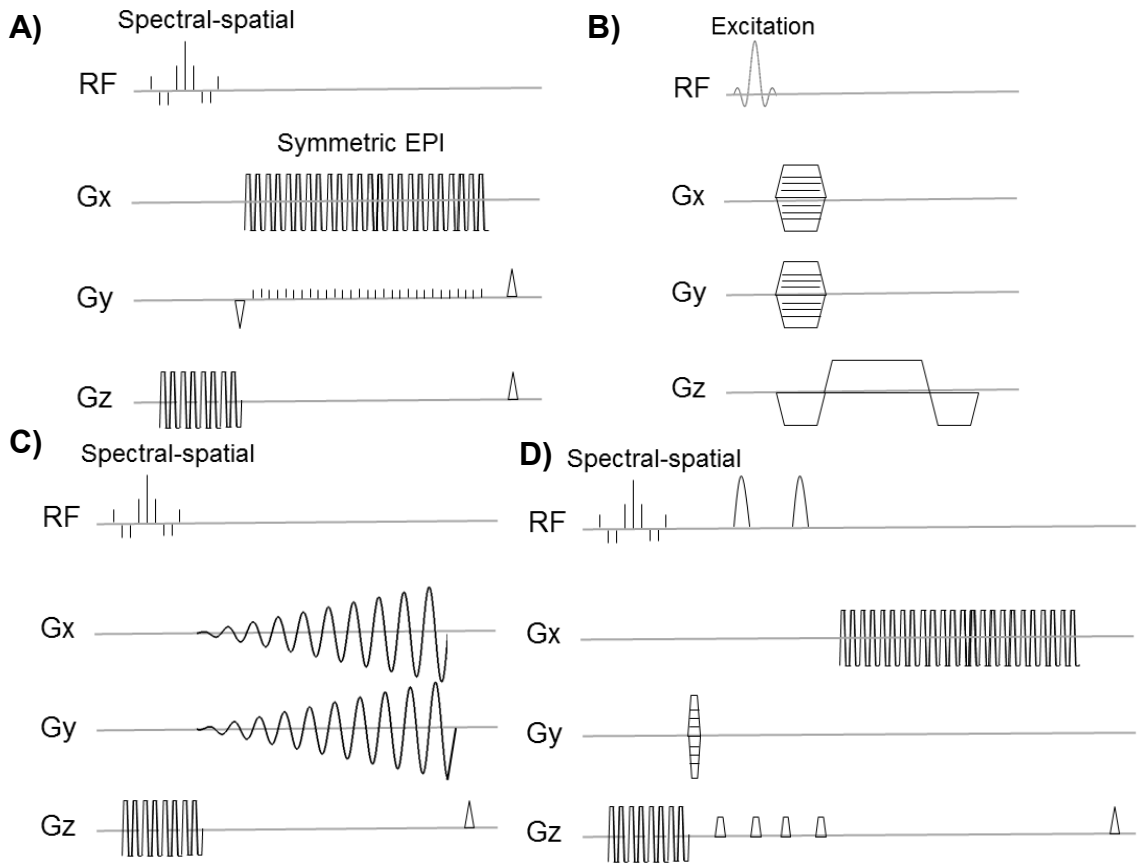 A)
Spectral-spatial
RF
Symmetric EPI
Gx
Gy
Gz
B)
Excitation
RF
Gx
Gy
Gz
C)
Spectral-spatial
RF
Gx
Gy
Gz
D)
Spectral-spatial
RF
Gx
Gy
Gz